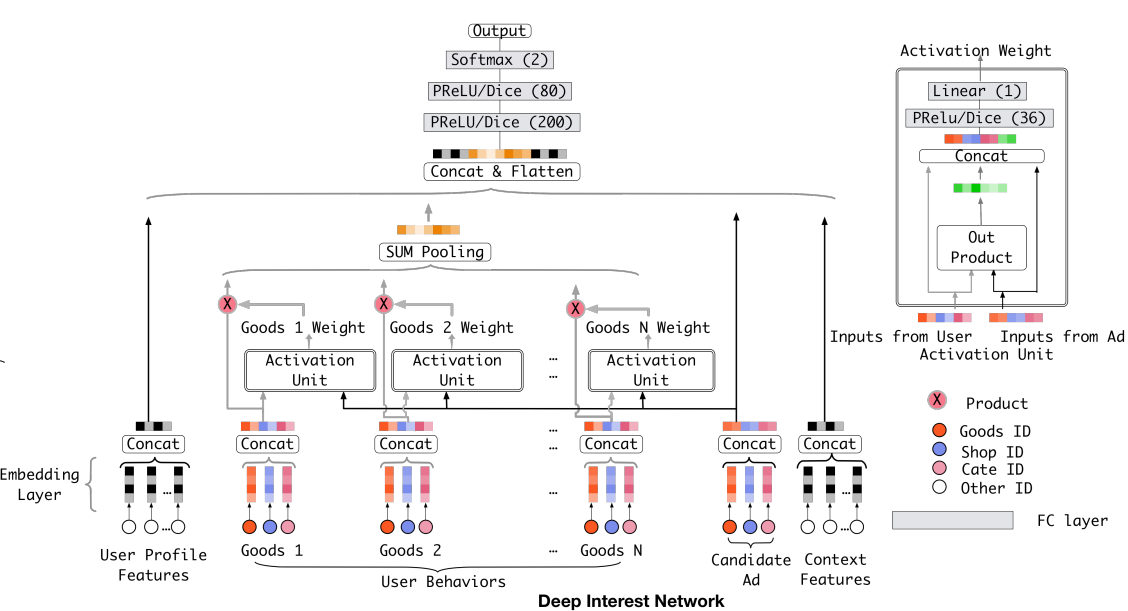 Output
Softmax (2)
PReLU/Dice (80)
PReLU/Dice (200)
Concat & Flatten
SUM Pooling
X
X
X
Goods 1 Weight
Goods 2 Weight
Goods N Weight
Activation
Unit
Activation
Unit
...
...
Activation
Unit
Concat
Concat
Concat
...
...
Concat
Concat
Concat
Embedding
Layer
...
...
...
...
...
User Profile
Features
Goods 1
Goods 2
...
Goods N
User Behaviors
Candidate
Ad
Context
Features
Activation Weight
Linear (1)
PRelu/Dice (36)
Concat
Out
Product
Inputs from User
Inputs from Ad
Activation Unit
X
Product
Goods ID
Shop ID
Cate ID
Other ID
FC layer
Deep Interest Network